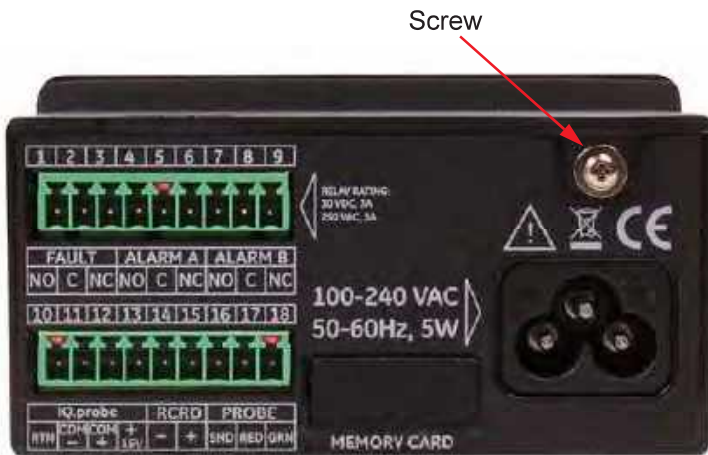 Screw
1 2 3 4 5 6 7 8 9
RELAY RATING:
30 VDC, 3A
250 VAC, 3A
FAULT ALARM A ALARM B
NO C NC NO C NC NO C NC
10 11 12 13 14 15 16 17 18
100-240 VAC
50-60Hz, 5W
CE
iQ.probe RCRD PROBE
RTN COM - COM + + 15V - + SND RED GRN
MEMORY CARD